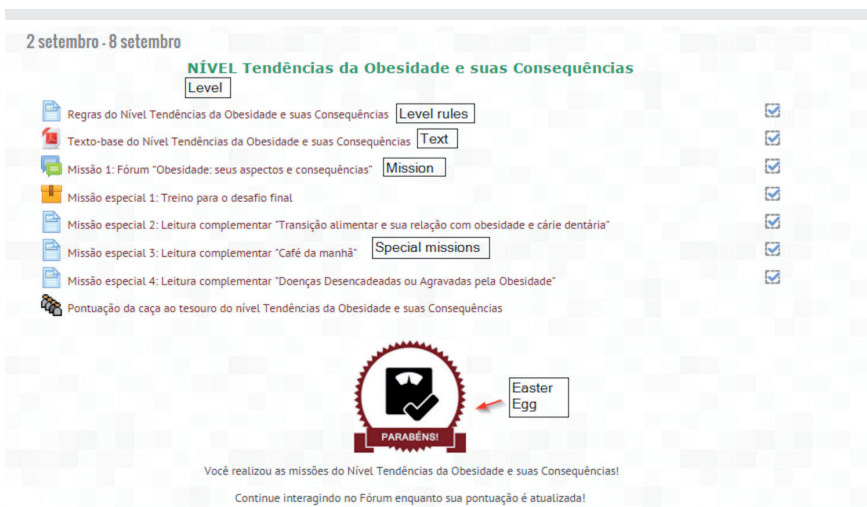 2 setembro - 8 setembro
NÍVEL Tendências da Obesidade e suas Consequências
Level
Regras do Nível Tendências da Obesidade e suas Consequências Level rules
Texto-base do Nível Tendências da Obesidade e suas Consequências Text
Missão 1: Fórum "Obesidade: seus aspectos e consequências" Mission
Missão especial 1: Treino para o desafio final
Missão especial 2: Leitura complementar "Transição alimentar e sua relação com obesidade e cárie dentária"
Missão especial 3: Leitura complementar "Café da manhã" Special missions
Missão especial 4: Leitura complementar "Doenças Desencadeadas ou Agravadas pela Obesidade"
Pontuação da caça ao tesouro do nível Tendências da Obesidade e suas Consequências
Easter
Egg
PARABÉNS!
Você realizou as missões do Nível Tendências da Obesidade e suas Consequências!
Continue interagindo no Fórum enquanto sua pontuação é atualizada!